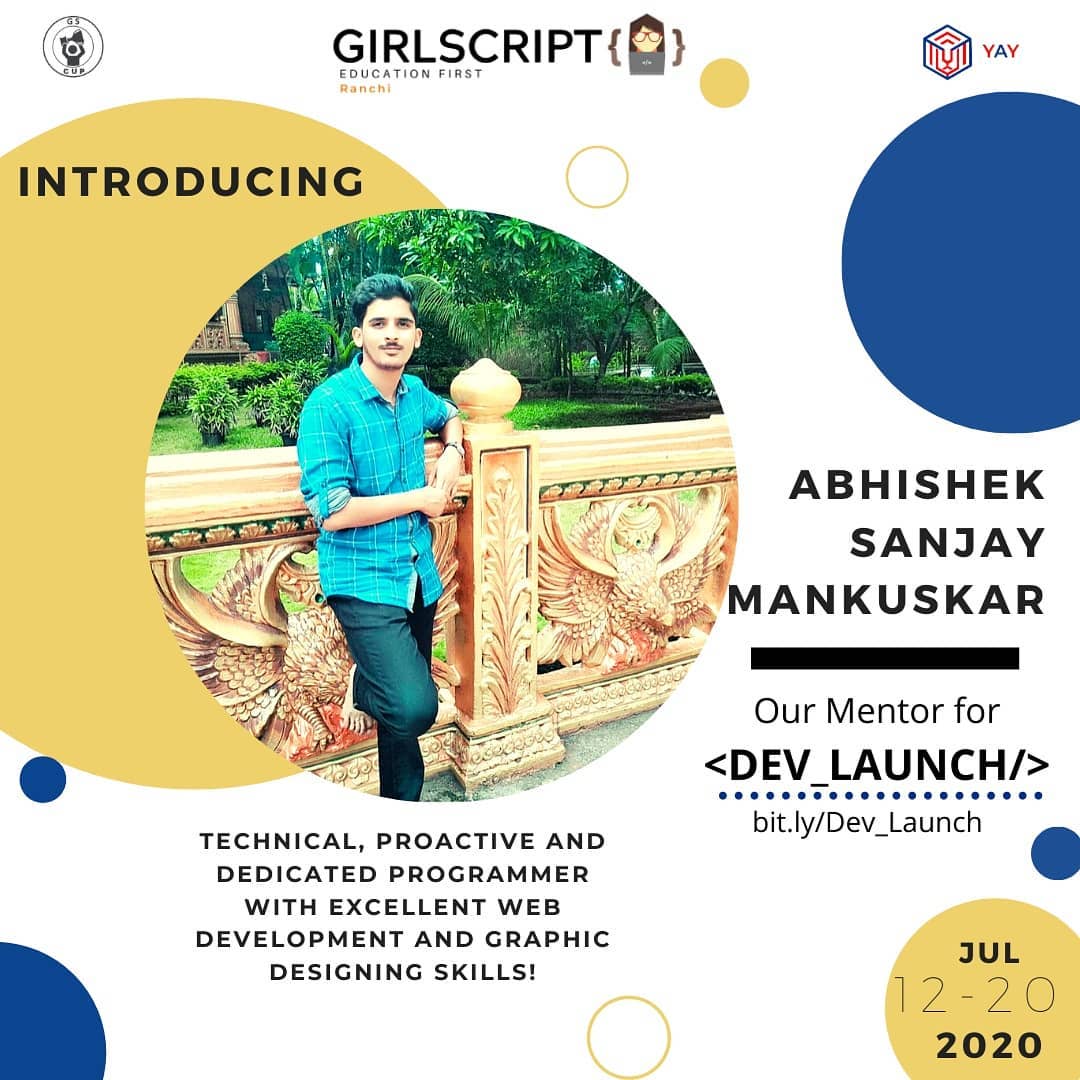 GS
CUP
GIRLSCRIPT
EDUCATION FIRST
Ranchi
YAY
INTRODUCING
ABHISHEK
SANJAY
MANKUSKAR
Our Mentor for
<DEV_LAUNCH/>
bit.ly/Dev_Launch
TECHNICAL, PROACTIVE AND
DEDICATED PROGRAMMER
WITH EXCELLENT WEB
DEVELOPMENT AND GRAPHIC
DESIGNING SKILLS!
JUL
12-20
2020